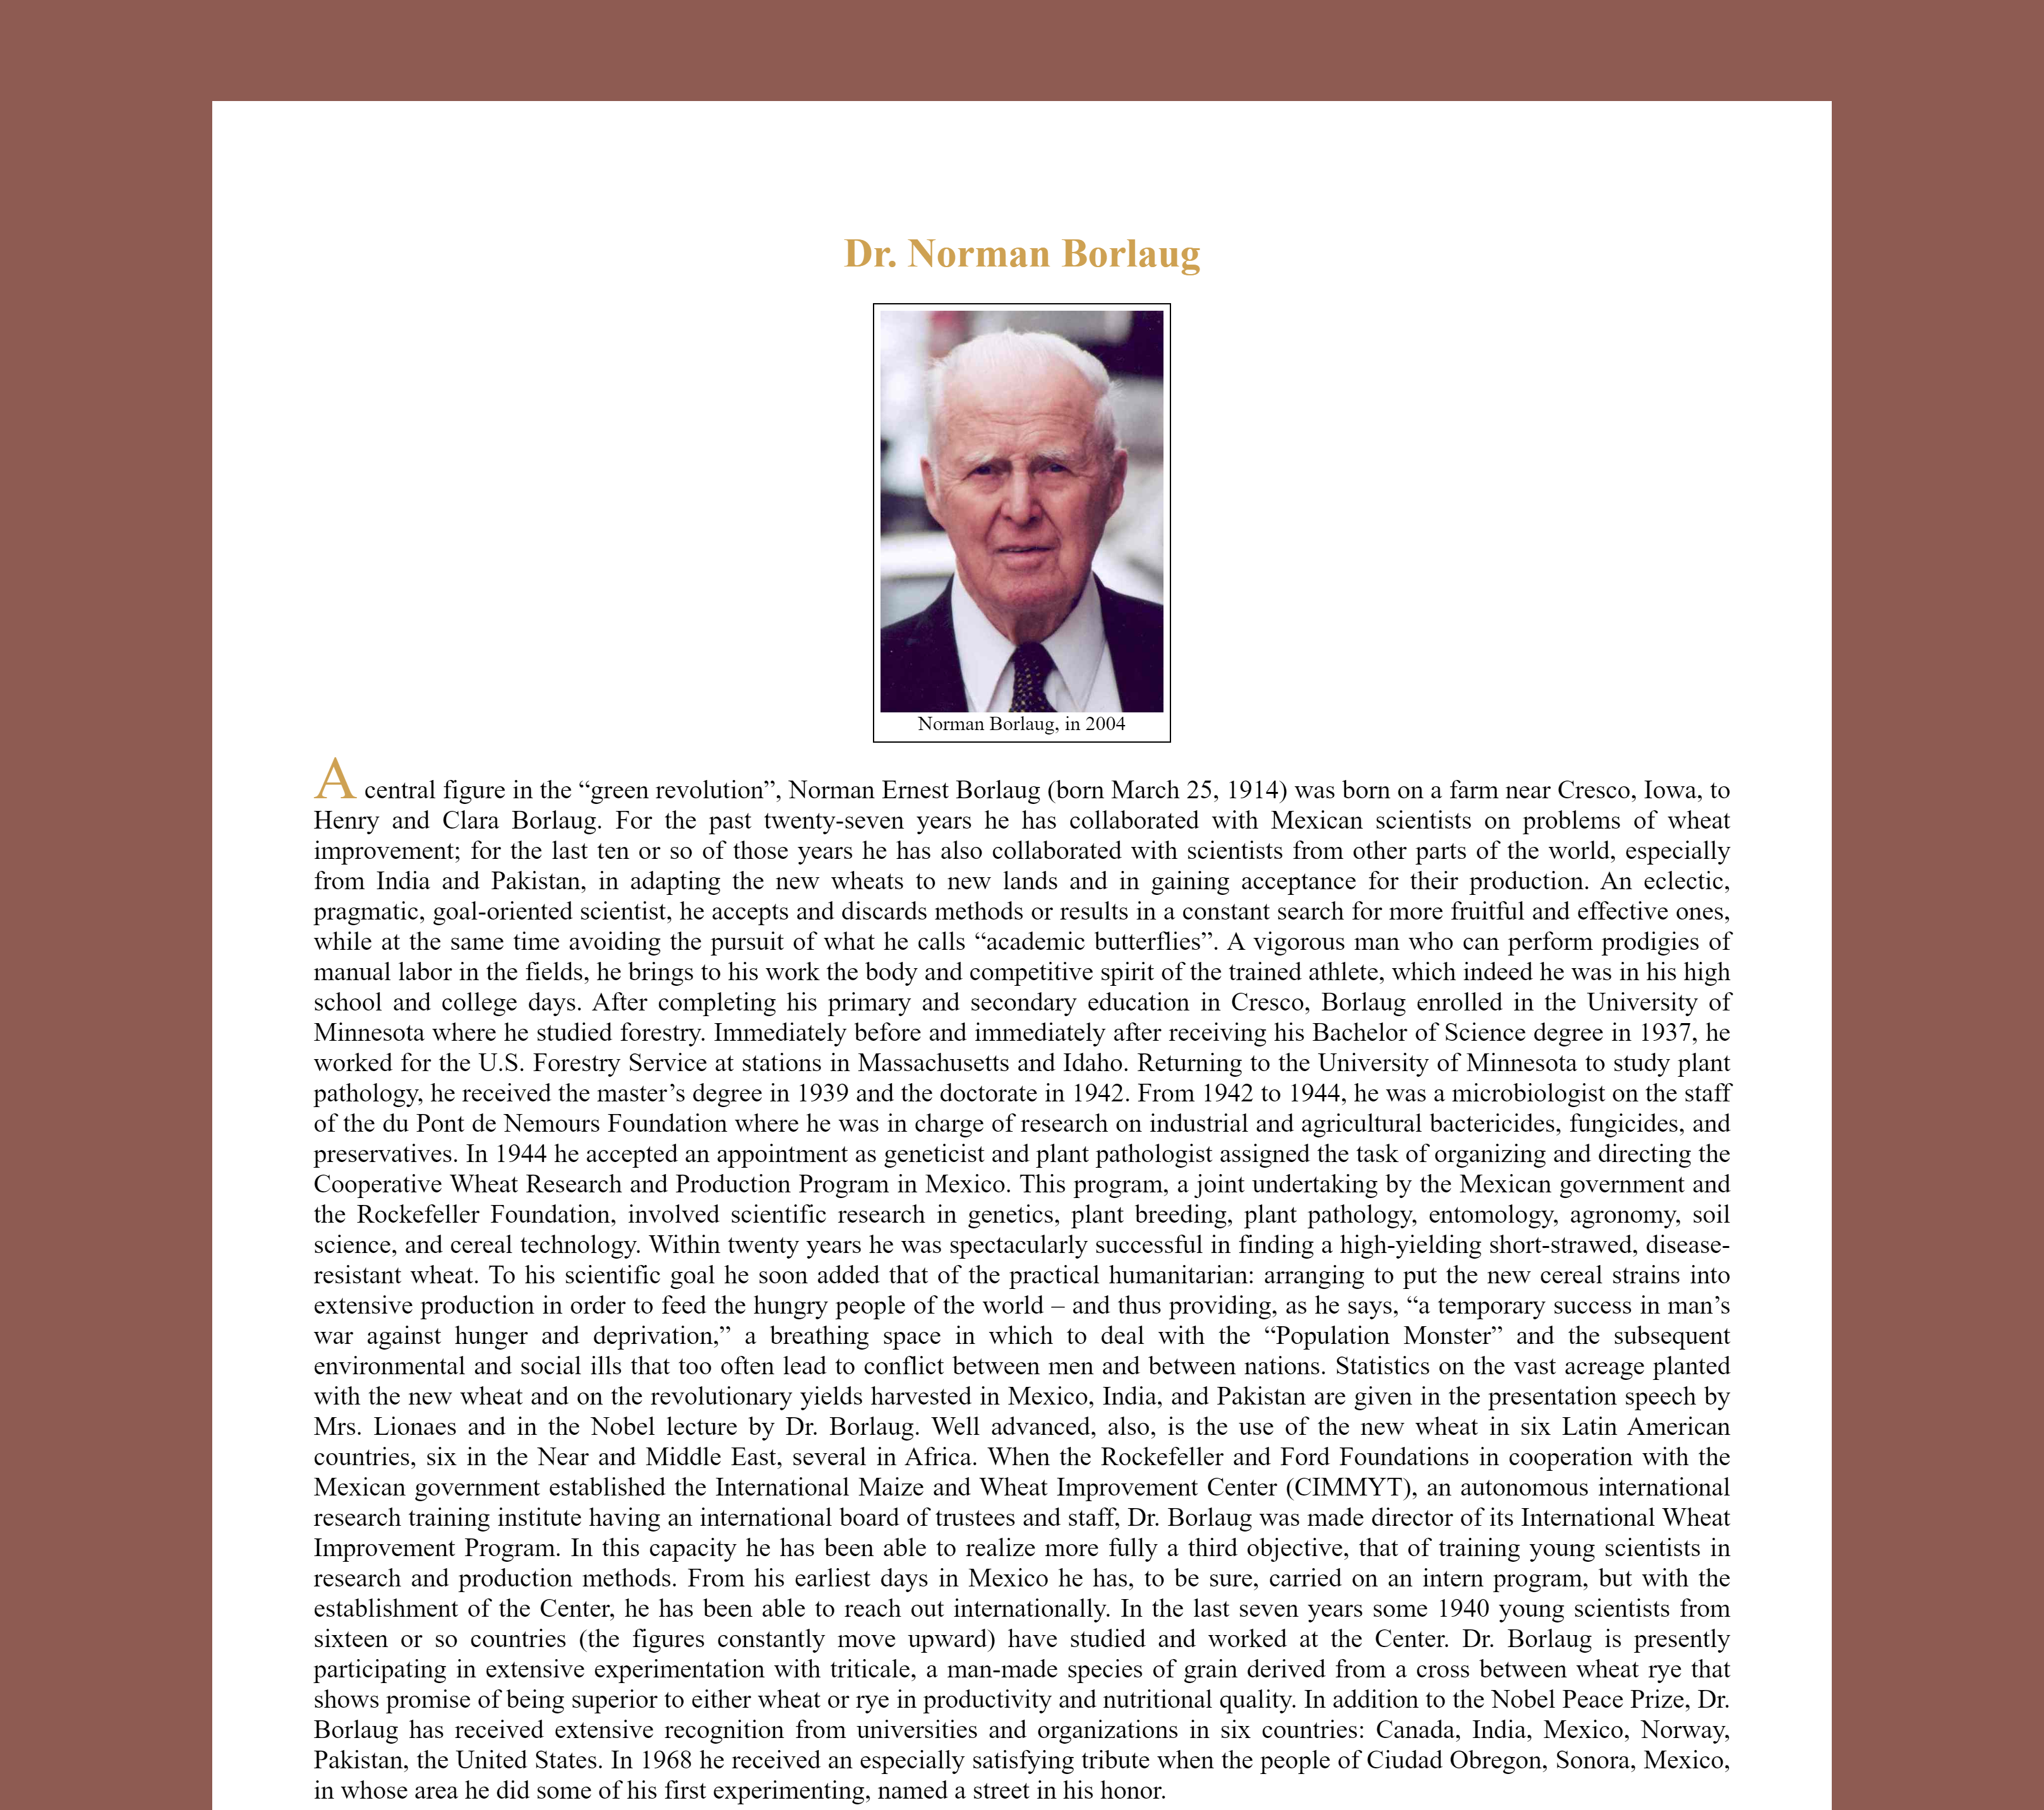 Dr. Norman Borlaug
Norman Borlaug, in 2004
A central figure in the “green revolution”, Norman Ernest Borlaug (born March 25, 1914) was born on a farm near Cresco, Iowa, to
Henry and Clara Borlaug. For the past twenty-seven years he has collaborated with Mexican scientists on problems of wheat
improvement; for the last ten or so of those years he has also collaborated with scientists from other parts of the world, especially
from India and Pakistan, in adapting the new wheats to new lands and in gaining acceptance for their production. An eclectic,
pragmatic, goal-oriented scientist, he accepts and discards methods or results in a constant search for more fruitful and effective ones,
while at the same time avoiding the pursuit of what he calls “academic butterflies”. A vigorous man who can perform prodigies of
manual labor in the fields, he brings to his work the body and competitive spirit of the trained athlete, which indeed he was in his high
school and college days. After completing his primary and secondary education in Cresco, Borlaug enrolled in the University of
Minnesota where he studied forestry. Immediately before and immediately after receiving his Bachelor of Science degree in 1937, he
worked for the U.S. Forestry Service at stations in Massachusetts and Idaho. Returning to the University of Minnesota to study plant
pathology, he received the master’s degree in 1939 and the doctorate in 1942. From 1942 to 1944, he was a microbiologist on the staff
of the du Pont de Nemours Foundation where he was in charge of research on industrial and agricultural bactericides, fungicides, and
preservatives. In 1944 he accepted an appointment as geneticist and plant pathologist assigned the task of organizing and directing the
Cooperative Wheat Research and Production Program in Mexico. This program, a joint undertaking by the Mexican government and
the Rockefeller Foundation, involved scientific research in genetics, plant breeding, plant pathology, entomology, agronomy, soil
science, and cereal technology. Within twenty years he was spectacularly successful in finding a high-yielding short-strawed, disease-
resistant wheat. To his scientific goal he soon added that of the practical humanitarian: arranging to put the new cereal strains into
extensive production in order to feed the hungry people of the world – and thus providing, as he says, “a temporary success in man’s
war against hunger and deprivation,” a breathing space in which to deal with the “Population Monster” and the subsequent
environmental and social ills that too often lead to conflict between men and between nations. Statistics on the vast acreage planted
with the new wheat and on the revolutionary yields harvested in Mexico, India, and Pakistan are given in the presentation speech by
Mrs. Lionaes and in the Nobel lecture by Dr. Borlaug. Well advanced, also, is the use of the new wheat in six Latin American
countries, six in the Near and Middle East, several in Africa. When the Rockefeller and Ford Foundations in cooperation with the
Mexican government established the International Maize and Wheat Improvement Center (CIMMYT), an autonomous international
research training institute having an international board of trustees and staff, Dr. Borlaug was made director of its International Wheat
Improvement Program. In this capacity he has been able to realize more fully a third objective, that of training young scientists in
research and production methods. From his earliest days in Mexico he has, to be sure, carried on an intern program, but with the
establishment of the Center, he has been able to reach out internationally. In the last seven years some 1940 young scientists from
sixteen or so countries (the figures constantly move upward) have studied and worked at the Center. Dr. Borlaug is presently
participating in extensive experimentation with triticale, a man-made species of grain derived from a cross between wheat rye that
shows promise of being superior to either wheat or rye in productivity and nutritional quality. In addition to the Nobel Peace Prize, Dr.
Borlaug has received extensive recognition from universities and organizations in six countries: Canada, India, Mexico, Norway,
Pakistan, the United States. In 1968 he received an especially satisfying tribute when the people of Ciudad Obregon, Sonora, Mexico,
in whose area he did some of his first experimenting, named a street in his honor.